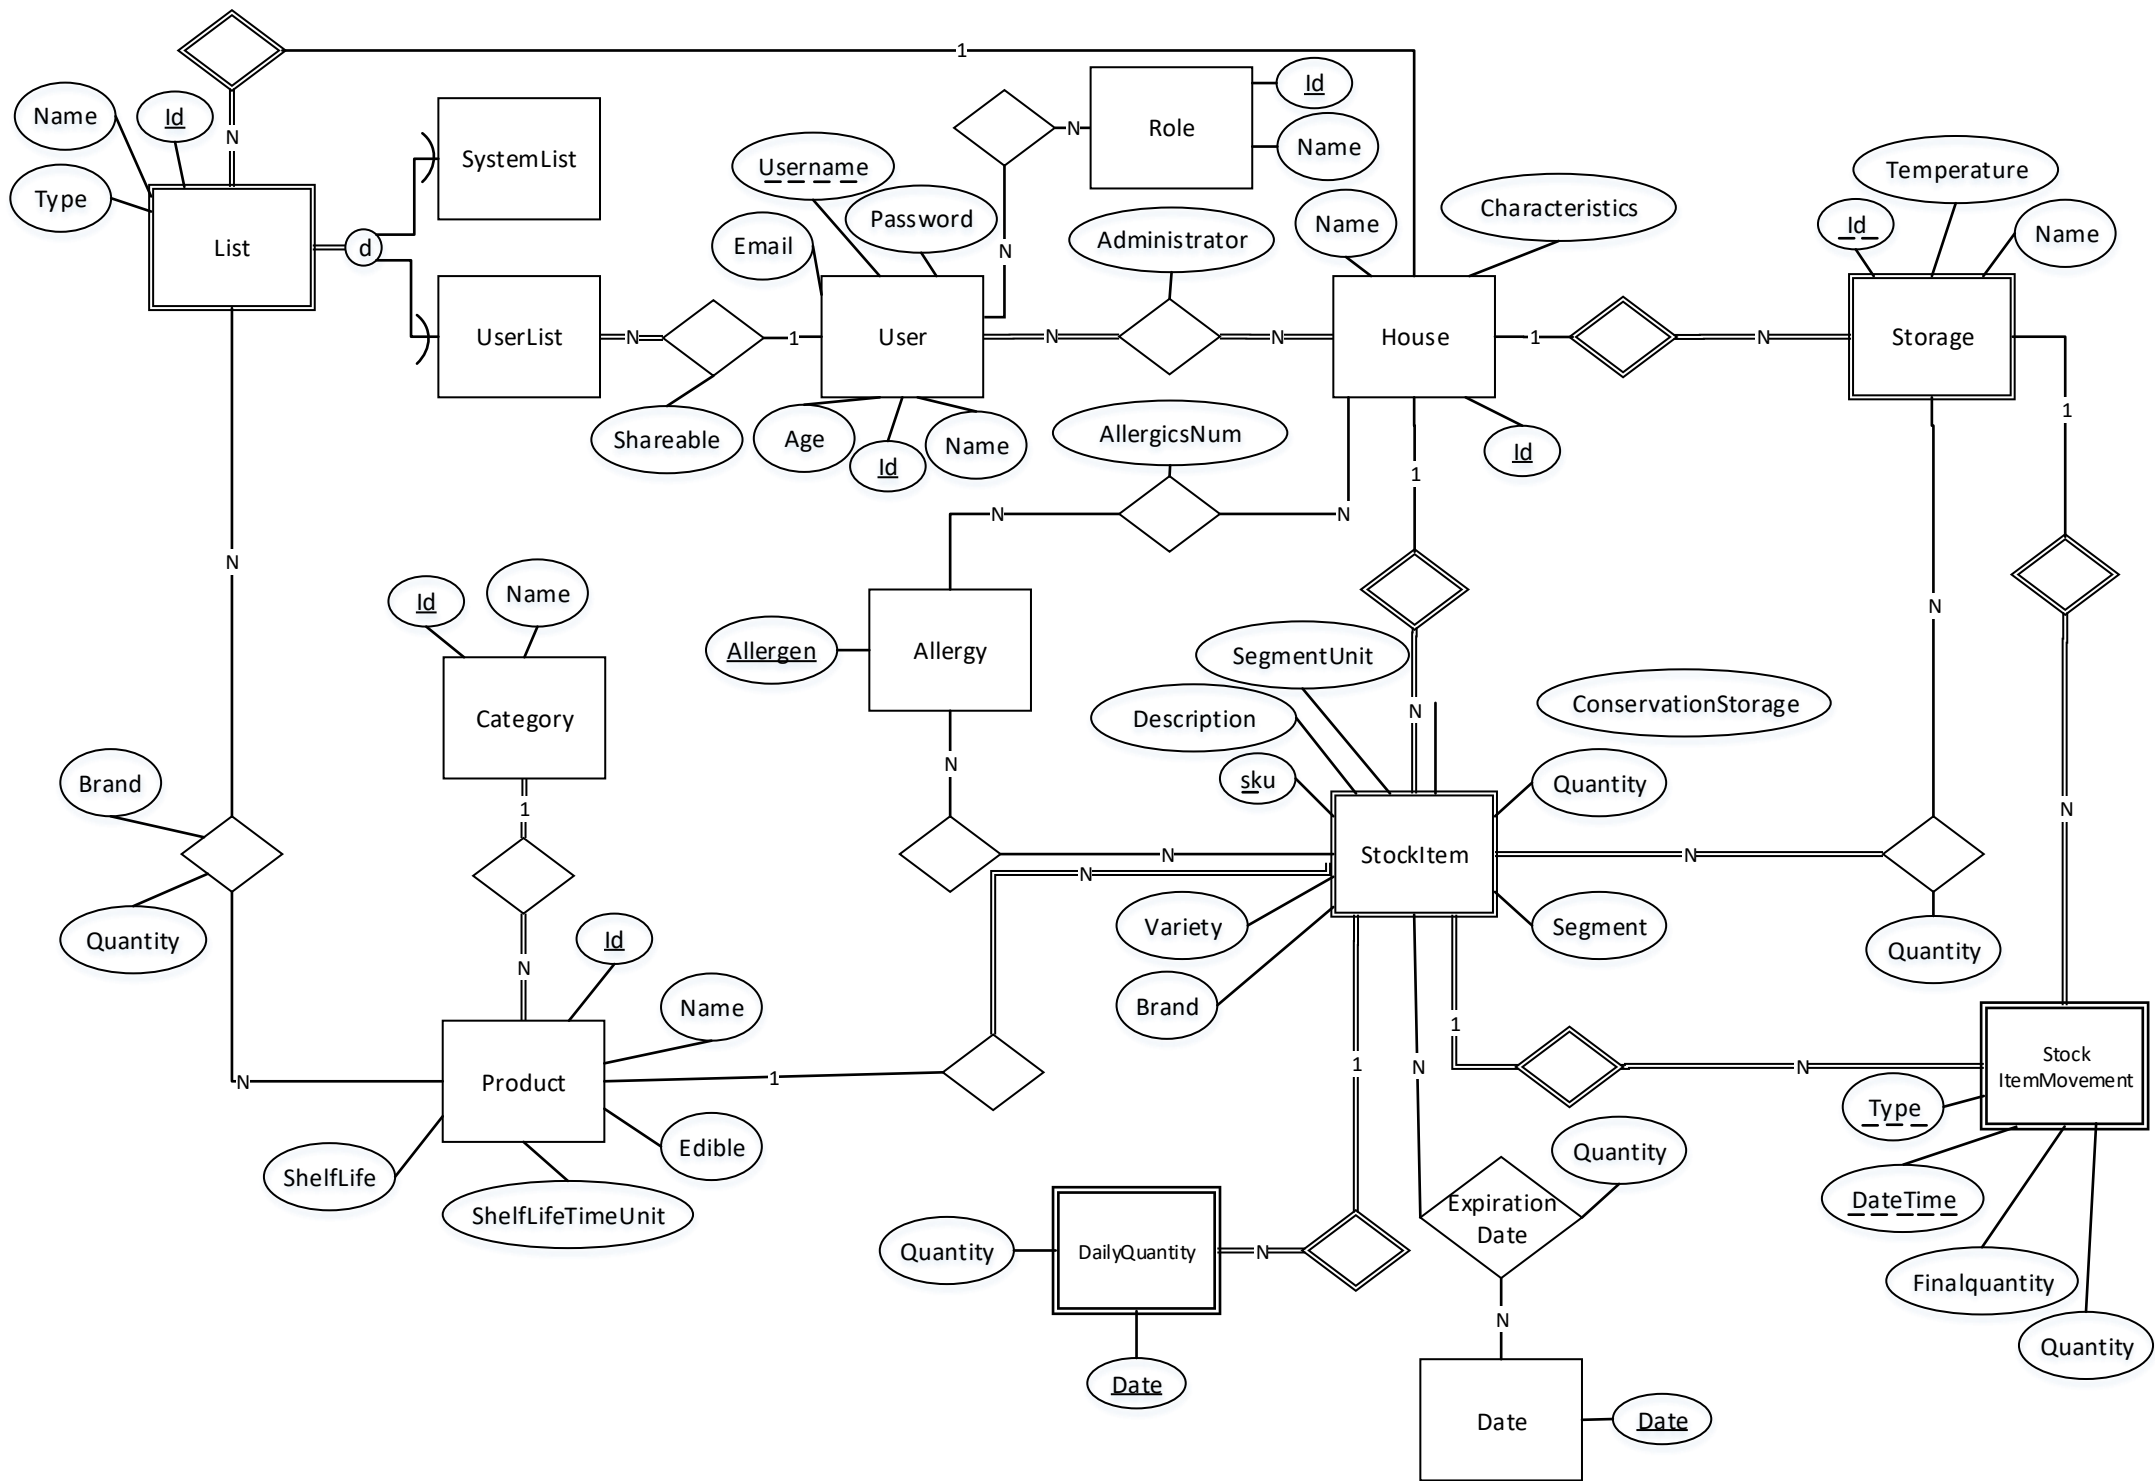 1
Role
Id
Name
N
N
Name
Id
Type
N
List
d
SystemList
UserList
N
1
Shareable
Username
Password
Email
User
Age
Id
Name
N
Administrator
N
Name
Characteristics
House
Id
1
N
Temperature
Id
Name
Storage
1
AllergicsNum
N
N
1
N
N
Id
Name
Category
1
N
Allergen
Allergy
N
SegmentUnit
Description
sku
N
ConservationStorage
Quantity
StockItem
N
N
N
Variety
Brand
Segment
Quantity
N
Brand
Quantity
N
Id
Name
Product
1
Edible
ShelfLife
ShelfLifeTimeUnit
1
N
1
N
Stock
ItemMovement
Type
DateTime
Finalquantity
Quantity
Quantity
Expiration
Date
Quantity
DailyQuantity
N
Date
N
Date
Date